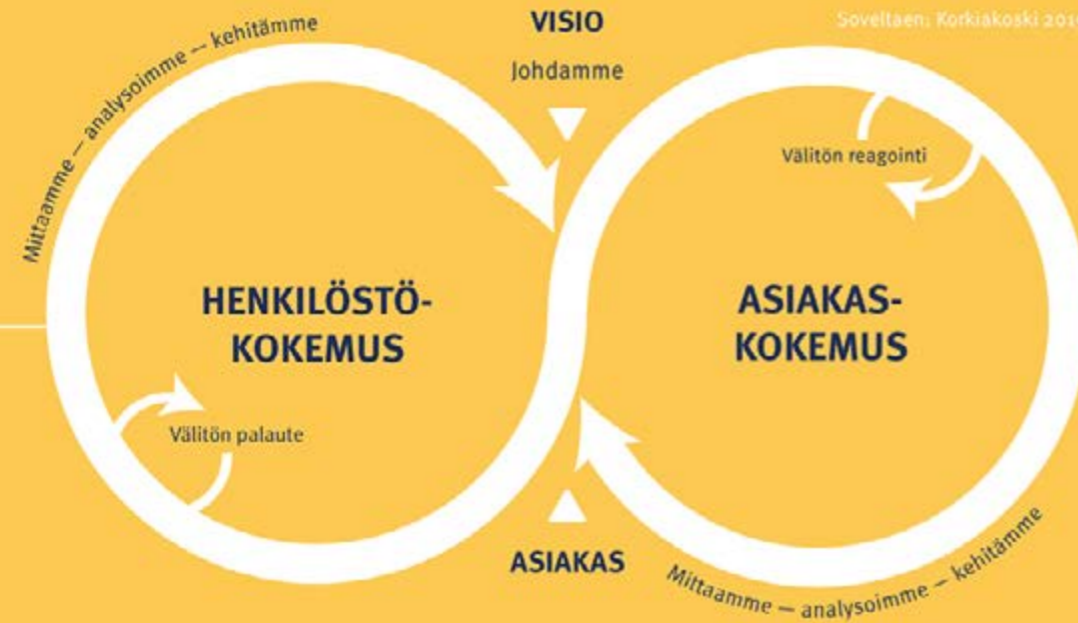 VISIO
Johdamme
Soveltaen: Korkiakoski
Mittaamme — analysoimme — kehitämme
Välitön reagointi
HENKILÖSTÖ-
KOKEMUS
ASIAKAS-
KOKEMUS
Välitön palaute
ASIAKAS
Mittaamme — analysoimme — kehitämme